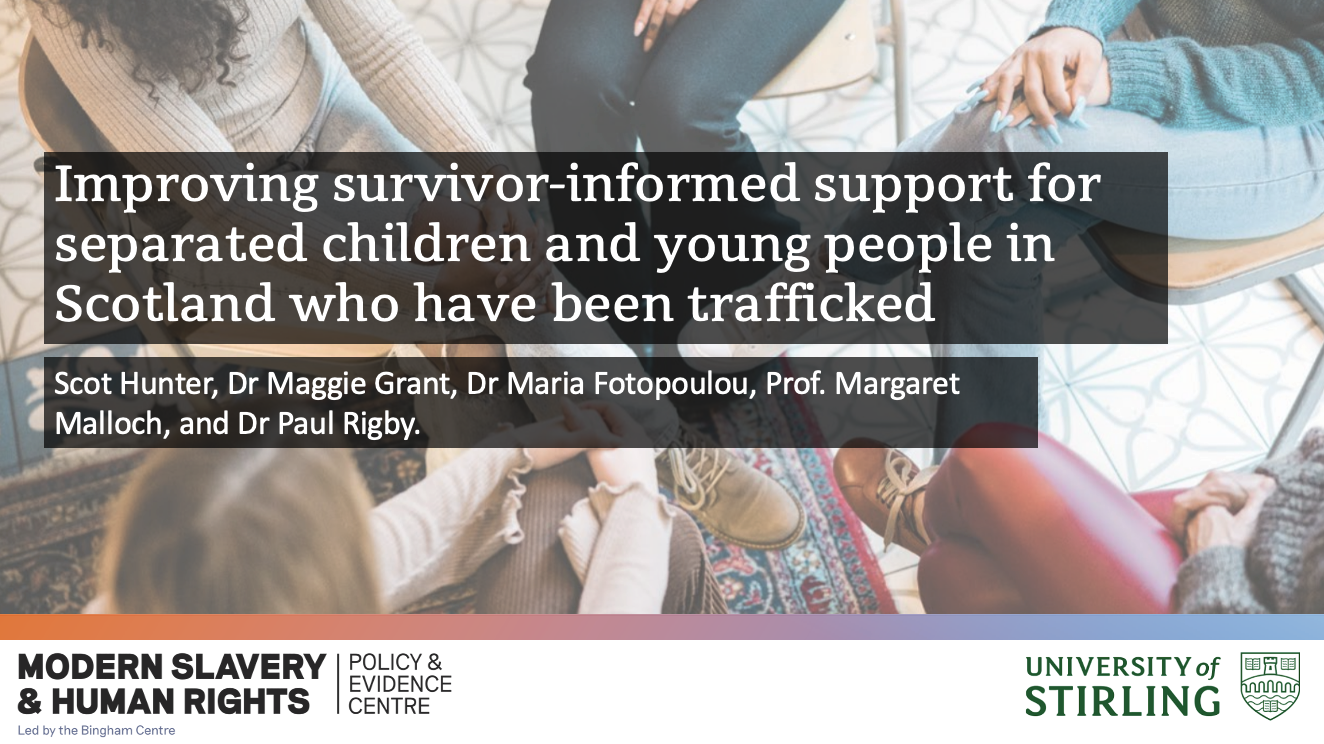 Improving survivor-informed support for
separated children and young people in
Scotland who have been trafficked
Scot Hunter, Dr Maggie Grant, Dr Maria Fotopoulou, Prof. Margaret
Malloch, and Dr Paul Rigby.
MODERN SLAVERY
& HUMAN RIGHTS
POLICY &
EVIDENCE
CENTRE
Led by the Bingham Centre
UNIVERSITY of
STIRLING